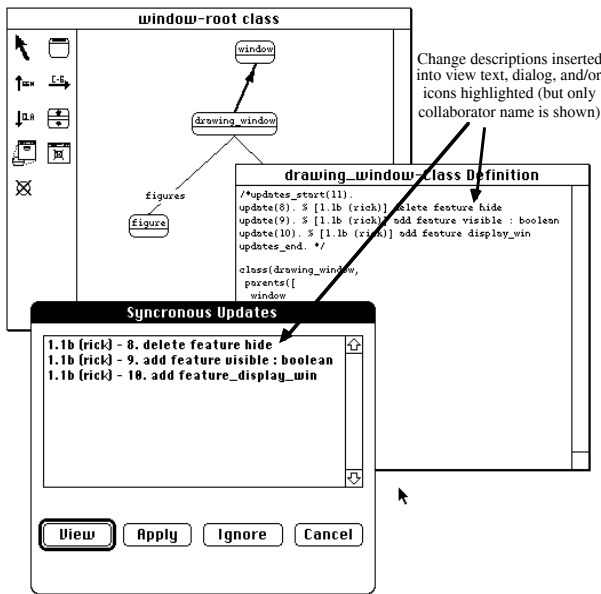 window-root class
window
drawing_window
figures
figure
GEN
C-S
CLA
Change descriptions inserted
into view text, dialog, and/or
icons highlighted (but only
collaborator name is shown)
drawing_window-Class Definition
/*updates_start(11).
update(8). % [1.1b (rick)] delete feature hide
update(9). % [1.1b (rick)] add feature visible : boolean
update(10). % [1.1b (rick)] add feature display_win
updates_end. */
class(drawing_window,
parents([
window
Syncronous Updates
1.1b (rick) - 8. delete feature hide
1.1b (rick) - 9. add feature visible : boolean
1.1b (rick) - 10. add feature_display_win
View
Apply
Ignore
Cancel